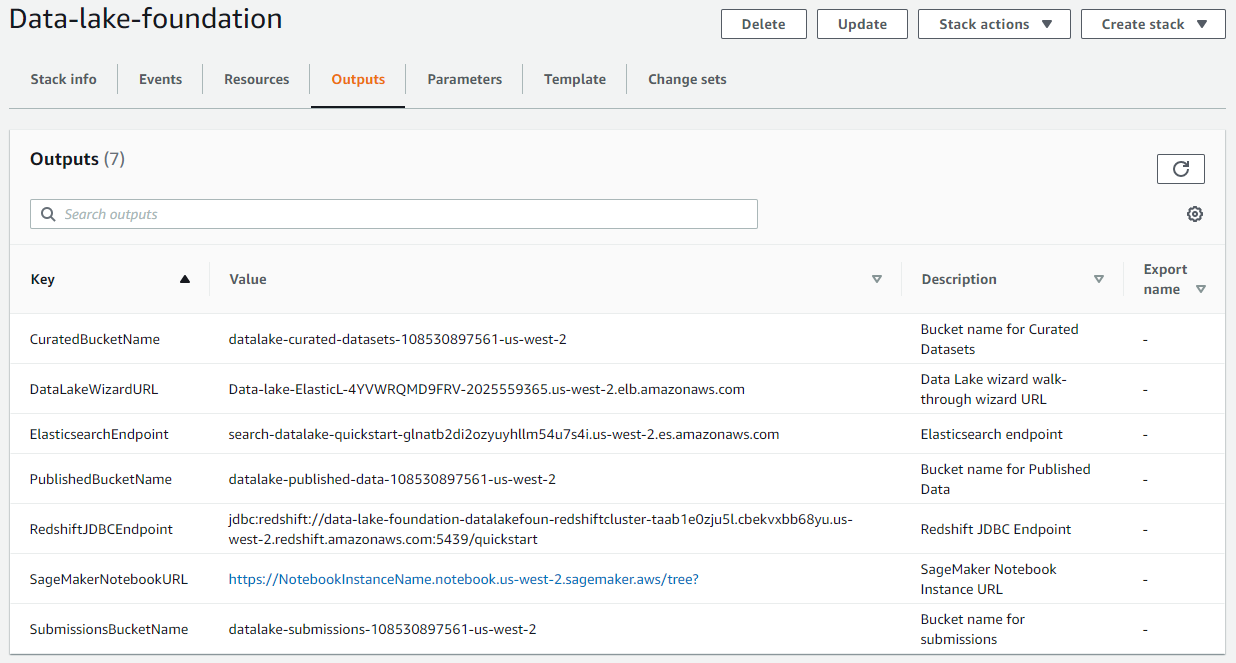 Data-lake-foundation
Delete
Update
Stack actions
Create stack
Stack info
Events
Resources
Outputs
Parameters
Template
Change sets
Outputs (7)
Search outputs
Key
Value
Description
Export
name
CuratedBucketName
datalake-curated-datasets-108530897561-us-west-2
Bucket name for Curated
Datasets
-
DataLakeWizardURL
Data-lake-ElasticL-4YVWRQMD9FRV-2025559365.us-west-2.elb.amazonaws.com
Data Lake wizard walk-
through wizard URL
-
ElasticsearchEndpoint
search-datalake-quickstart-glnatb2di2ozyuyhllm54u7s4i.us-west-2.es.amazonaws.com
Elasticsearch endpoint
-
PublishedBucketName
datalake-published-data-108530897561-us-west-2
Bucket name for Published
Data
-
RedshiftJDBCEndpoint
jdbc:redshift://data-lake-foundation-datalakefoun-redshiftcluster-taab1e0zju5l.cbekvxbb68yu.us-
west-2.redshift.amazonaws.com:5439/quickstart
Redshift JDBC Endpoint
-
SageMakerNotebookURL
https://NotebookInstanceName.notebook.us-west-2.sagemaker.aws/tree?
SageMaker Notebook
Instance URL
-
SubmissionsBucketName
datalake-submissions-108530897561-us-west-2
Bucket name for
submissions
-